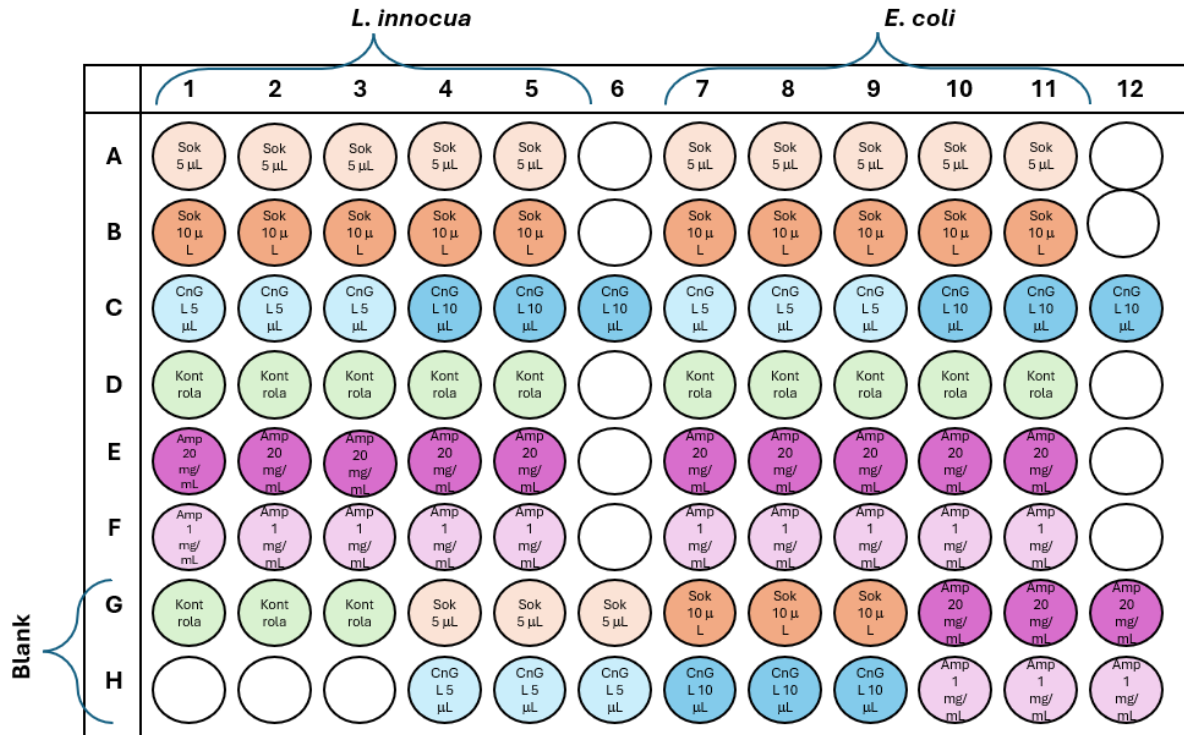 L. innocua E. coli
1 2 3 4 5 6 7 8 9 10 11 12
A Sok 5 µL Sok 5 µL Sok 5 µL Sok 5 µL Sok 5 µL Sok 5 µL Sok 5 µL Sok 5 µL Sok 5 µL Sok 5 µL
B Sok 10 µ L Sok 10 µ L Sok 10 µ L Sok 10 µ L Sok 10 µ L Sok 10 µ L Sok 10 µ L Sok 10 µ L Sok 10 µ L Sok 10 µ L
C CnG L 5 µL CnG L 5 µL CnG L 5 µL CnG L 10 µL CnG L 10 µL CnG L 10 µL CnG L 5 µL CnG L 5 µL CnG L 5 µL CnG L 10 µL CnG L 10 µL CnG L 10 µL
D Kont rola Kont rola Kont rola Kont rola Kont rola Kont rola Kont rola Kont rola Kont rola Kont rola
E Amp 20 mg/ mL Amp 20 mg/ mL Amp 20 mg/ mL Amp 20 mg/ mL Amp 20 mg/ mL Amp 20 mg/ mL Amp 20 mg/ mL Amp 20 mg/ mL Amp 20 mg/ mL Amp 20 mg/ mL
F Amp 1 mg/ mL Amp 1 mg/ mL Amp 1 mg/ mL Amp 1 mg/ mL Amp 1 mg/ mL Amp 1 mg/ mL Amp 1 mg/ mL Amp 1 mg/ mL Amp 1 mg/ mL Amp 1 mg/ mL
Blank
G Kont rola Kont rola Kont rola Sok 5 µL Sok 5 µL Sok 5 µL Sok 10 µ L Sok 10 µ L Sok 10 µ L Amp 20 mg/ mL Amp 20 mg/ mL Amp 20 mg/ mL
H CnG L 5 µL CnG L 5 µL CnG L 5 µL CnG L 10 µL CnG L 10 µL CnG L 10 µL Amp 1 mg/ mL Amp 1 mg/ mL Amp 1 mg/ mL